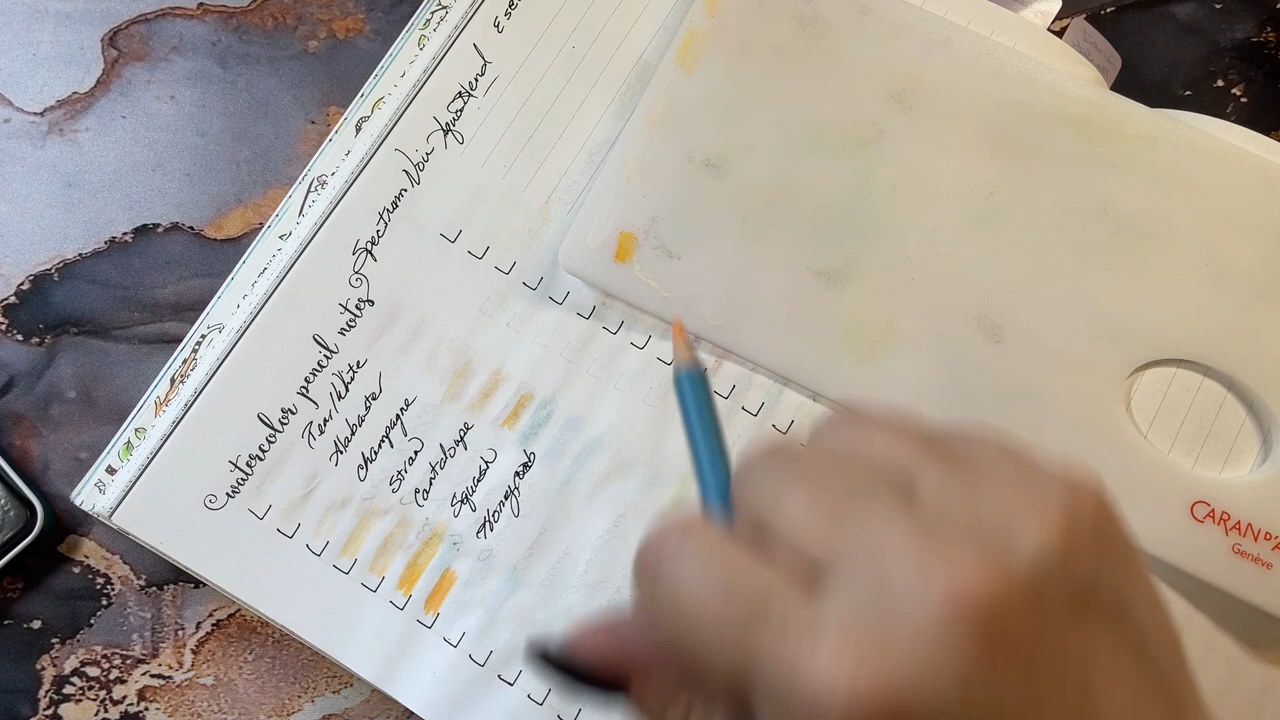 watercolor pencil notes Spectrum Noir AquaBlend
Pearl White
Alabaster
Champagne
Straw
Cantaloupe
Squash
Honeycomb
CARAN D'A
Genève